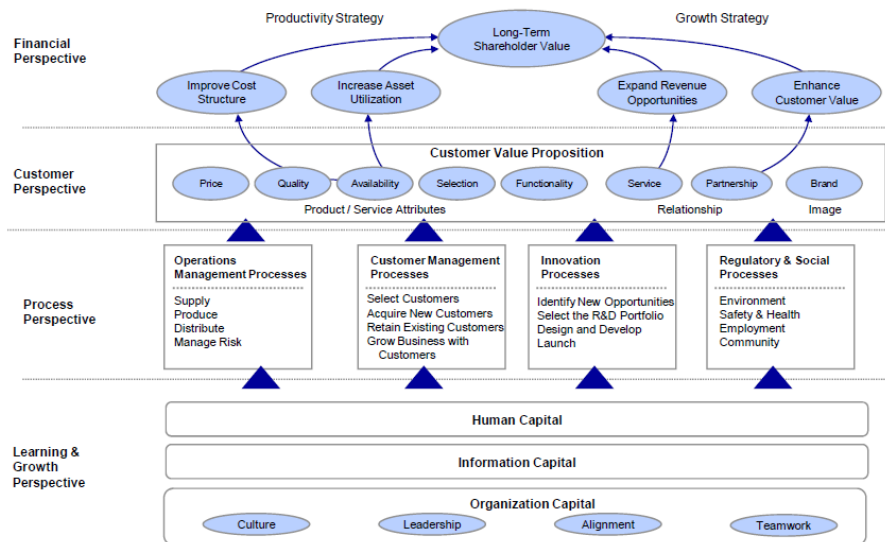 Productivity Strategy
Growth Strategy
Financial
Perspective
Long-Term
Shareholder Value
Improve Cost
Structure
Increase Asset
Utilization
Expand Revenue
Opportunities
Enhance
Customer Value
Customer
Perspective
Customer Value Proposition
Price
Quality
Availability
Selection
Functionality
Service
Partnership
Brand
Product / Service Attributes
Relationship
Image
Process
Perspective
Operations
Management Processes
Supply
Produce
Distribute
Manage Risk
Customer Management
Processes
Select Customers
Acquire New Customers
Retain Existing Customers
Grow Business with
Customers
Innovation
Processes
Identify New Opportunities
Select the R&D Portfolio
Design and Develop
Launch
Regulatory & Social
Processes
Environment
Safety & Health
Employment
Community
Learning &
Growth
Perspective
Human Capital
Information Capital
Organization Capital
Culture
Leadership
Alignment
Teamwork